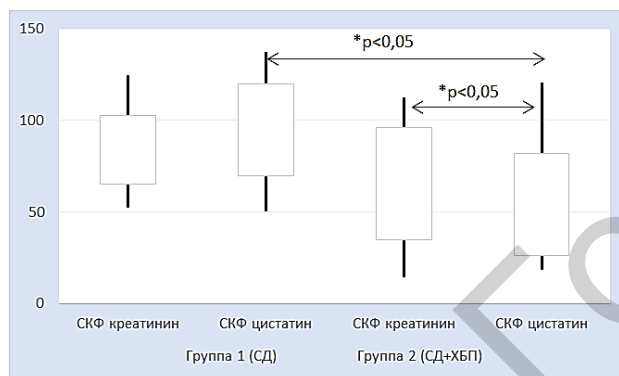 150
*p<0,05
100
*p<0,05
50
0
СКФ креатинин СКФ цистатин СКФ креатинин СКФ цистатин
Группа 1 (СД) Группа 2 (СД+ХБП)